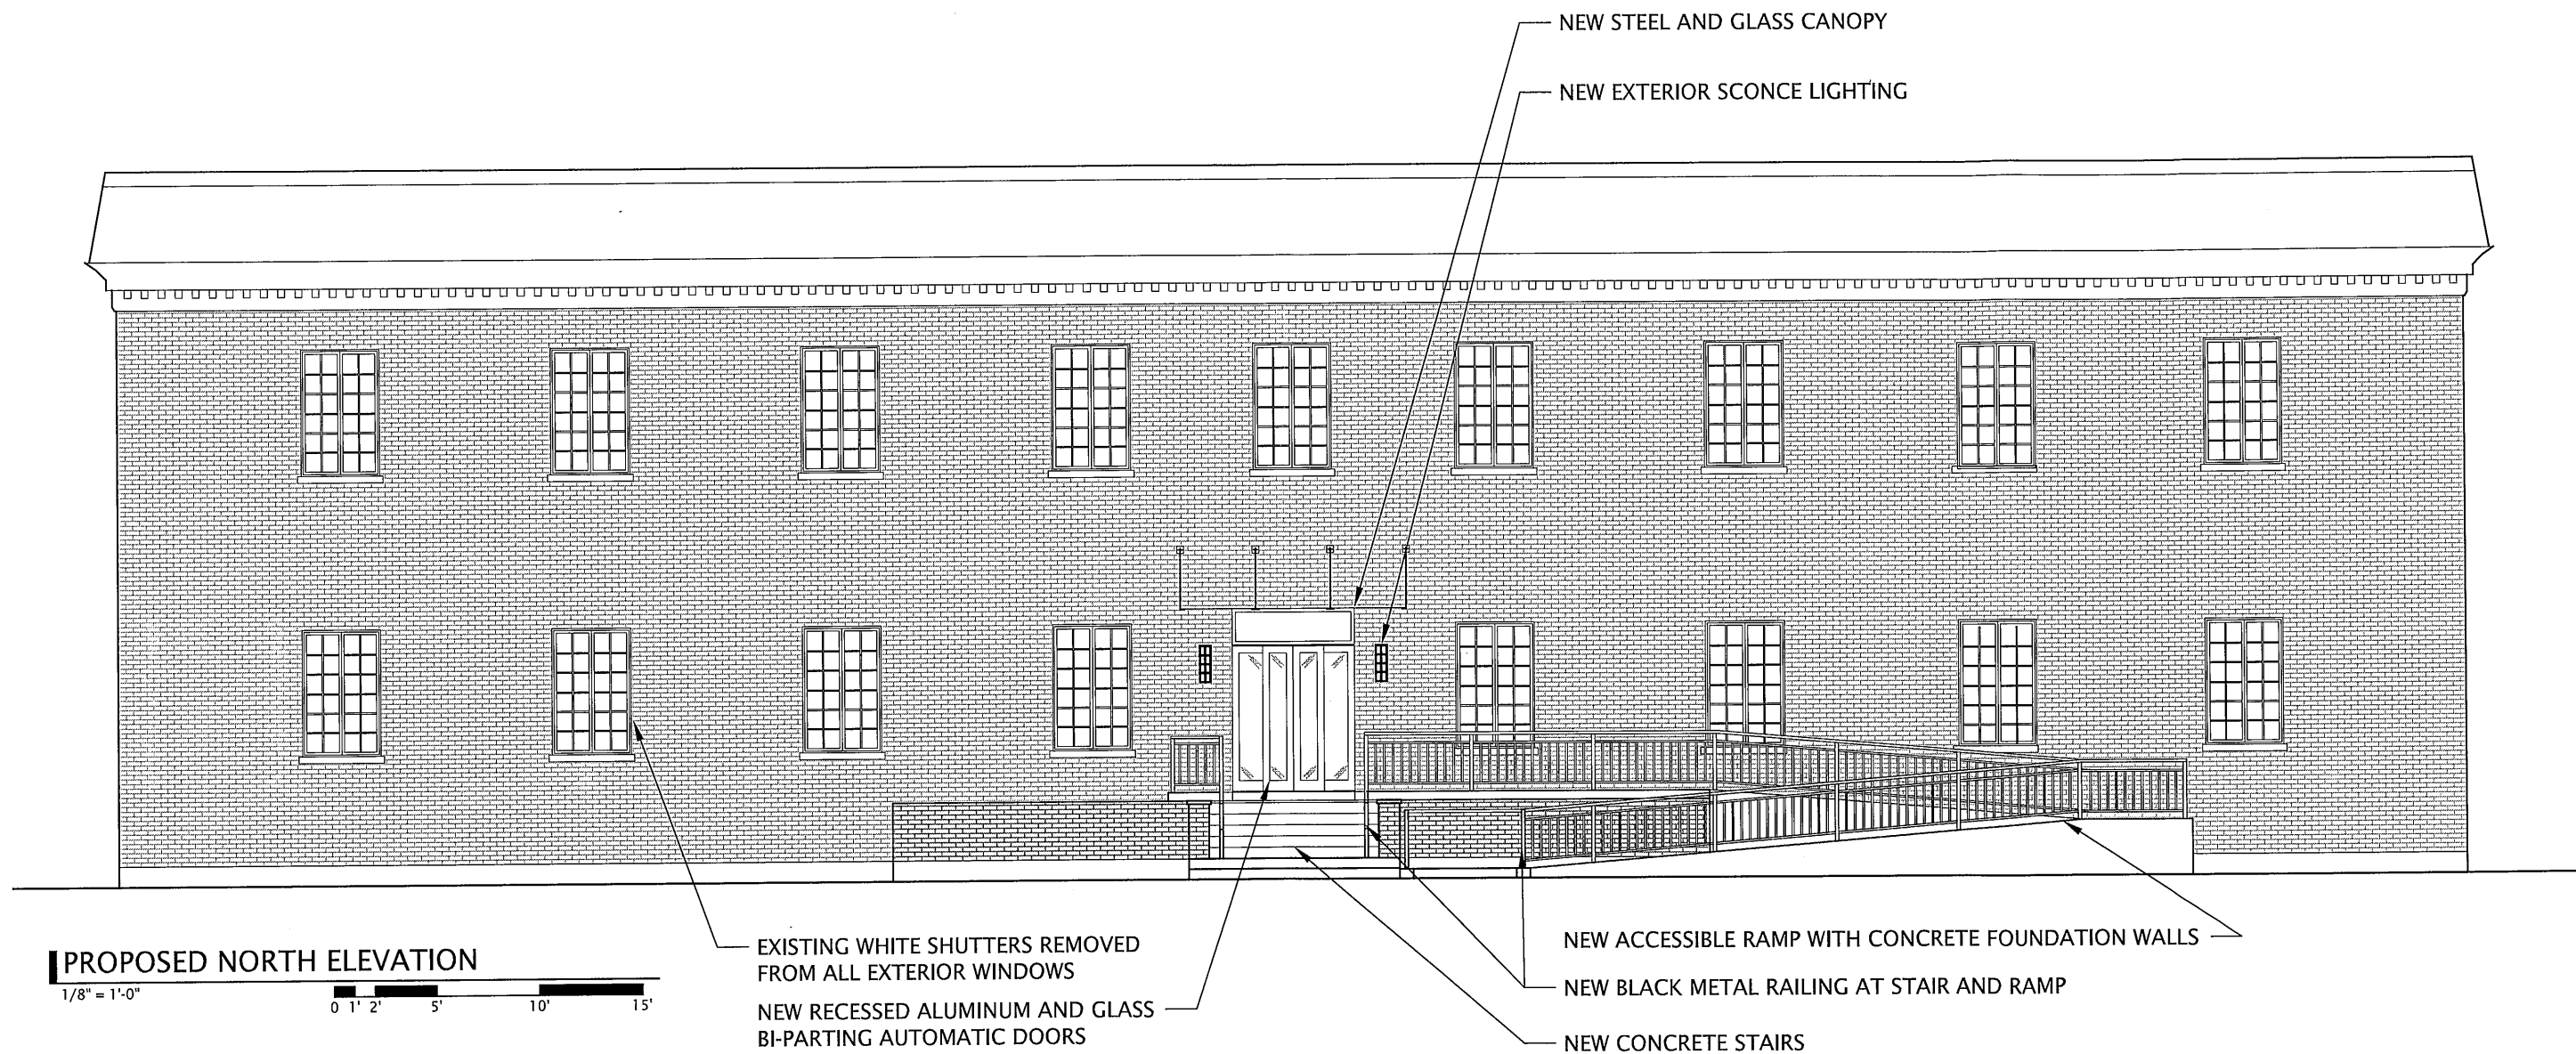 NEW STEEL AND GLASS CANOPY
NEW EXTERIOR SCONCE LIGHTING
EXISTING WHITE SHUTTERS REMOVED
FROM ALL EXTERIOR WINDOWS
NEW RECESSED ALUMINUM AND GLASS
BI-PARTING AUTOMATIC DOORS
NEW ACCESSIBLE RAMP WITH CONCRETE FOUNDATION WALLS
NEW BLACK METAL RAILING AT STAIR AND RAMP
NEW CONCRETE STAIRS
PROPOSED NORTH ELEVATION
1/8" = 1'-0"
0 1' 2' 5' 10' 15'